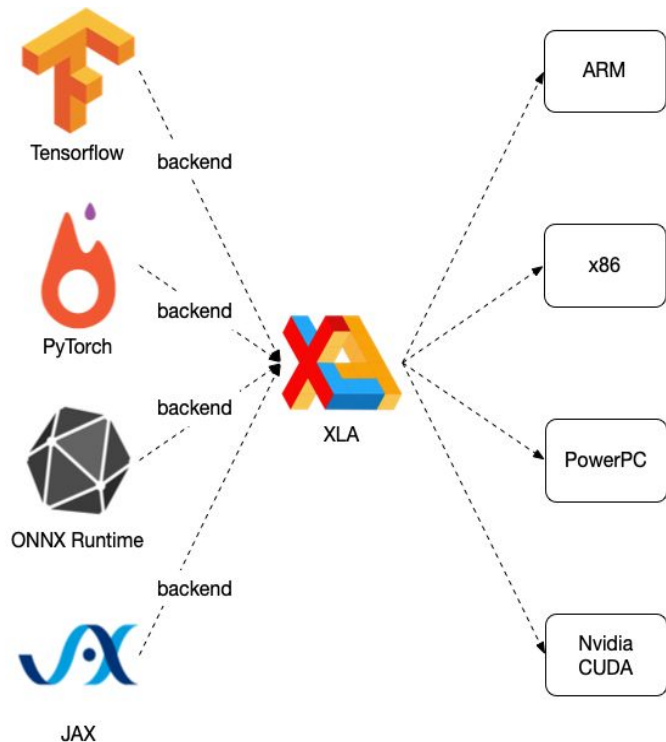 Tensorflow
backend
PyTorch
backend
ONNX Runtime
backend
JAX
backend
XLA
ARM
x86
PowerPC
Nvidia
CUDA